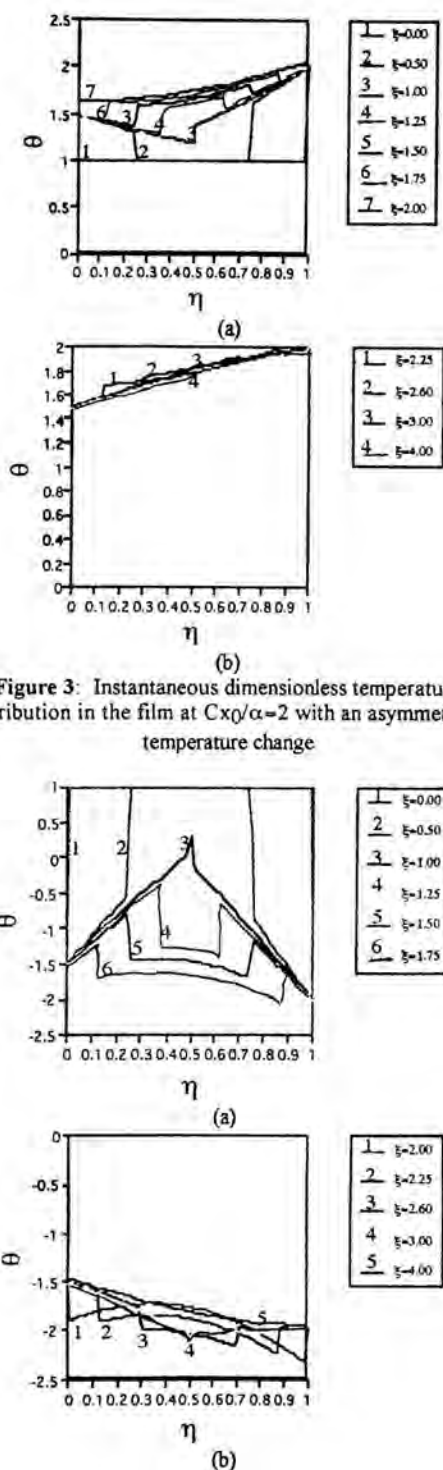 2.5
2
1.5
1
0.5
0
θ
7
6
3
4
3
1
2
0 0.1 0.2 0.3 0.4 0.5 0.6 0.7 0.8 0.9 1
η
(a)
1 ξ=0.00
2 ξ=0.50
3 ξ=1.00
4 ξ=1.25
5 ξ=1.50
6 ξ=1.75
7 ξ=2.00
2
1.8
1.6
1.4
1.2
1
0.8
0.6
0.4
0.2
0
θ
1 2 3
4
0 0.1 0.2 0.3 0.4 0.5 0.6 0.7 0.8 0.9 1
η
(b)
1 ξ=2.25
2 ξ=2.60
3 ξ=3.00
4 ξ=4.00
Figure 3: Instantaneous dimensionless temperatu
ribution in the film at Cx0/α=2 with an asymme
temperature change
1
0.5
0
-0.5
-1
-1.5
-2
-2.5
θ
1 2 3
4
5
6
0 0.1 0.2 0.3 0.4 0.5 0.6 0.7 0.8 0.9 1
η
(a)
1 ξ=0.00
2 ξ=0.50
3 ξ=1.00
4 ξ=1.25
5 ξ=1.50
6 ξ=1.75
0
-0.5
-1
-1.5
-2
-2.5
θ
5
1 2 3 4
0 0.1 0.2 0.3 0.4 0.5 0.6 0.7 0.8 0.9 1
η
(b)
1 ξ=2.00
2 ξ=2.25
3 ξ=2.60
4 ξ=3.00
5 ξ=4.00